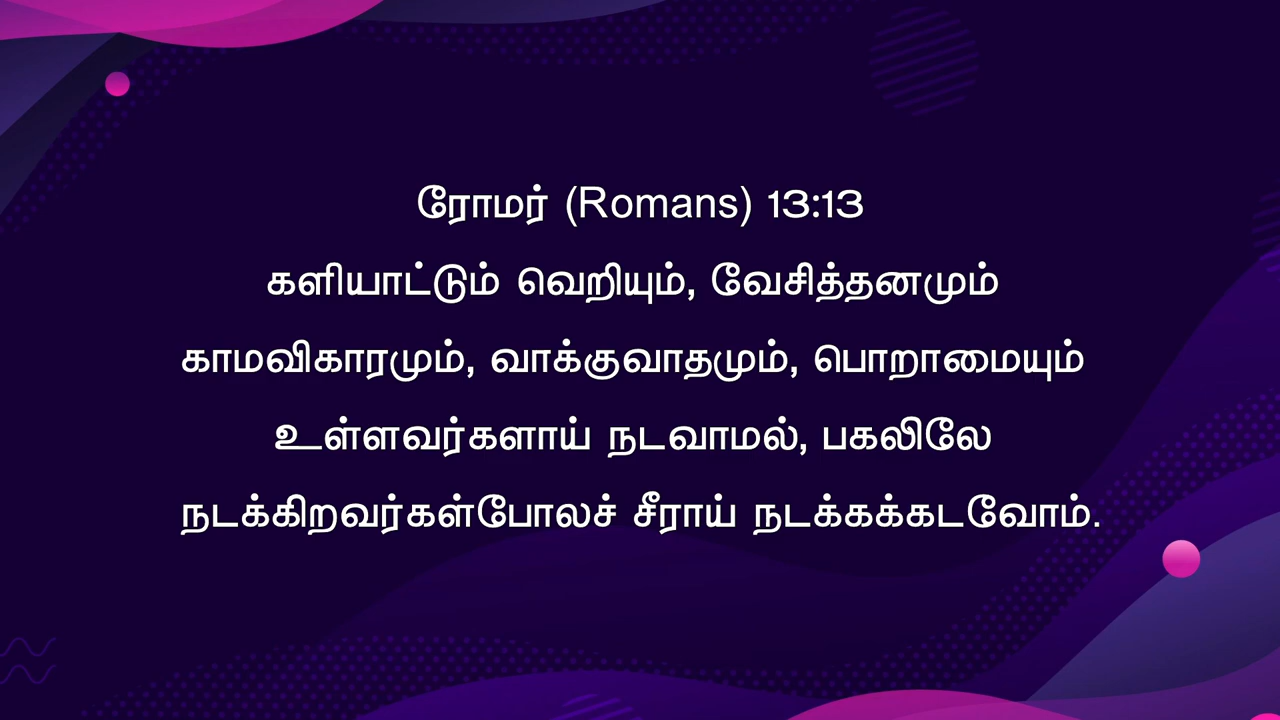 ரோமர் (Romans) 13:13
களியாட்டும் வெறியும், வேசித்தனமும்
காமவிகாரமும், வாக்குவாதமும், பொறாமையும்
உள்ளவர்களாய் நடவாமல், பகலிலே
நடக்கிறவர்கள்போலச் சீராய் நடக்கக்கடவோம்.